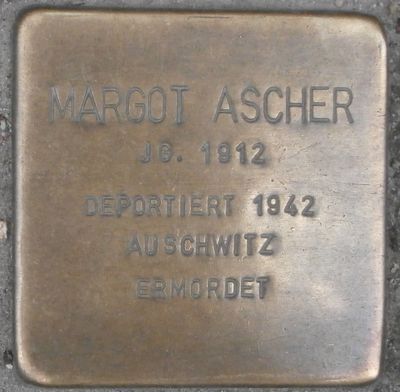 MARGOT ASCHER
JG. 1912
DEPORTIERT 1942
AUSCHWITZ
ERMORDET